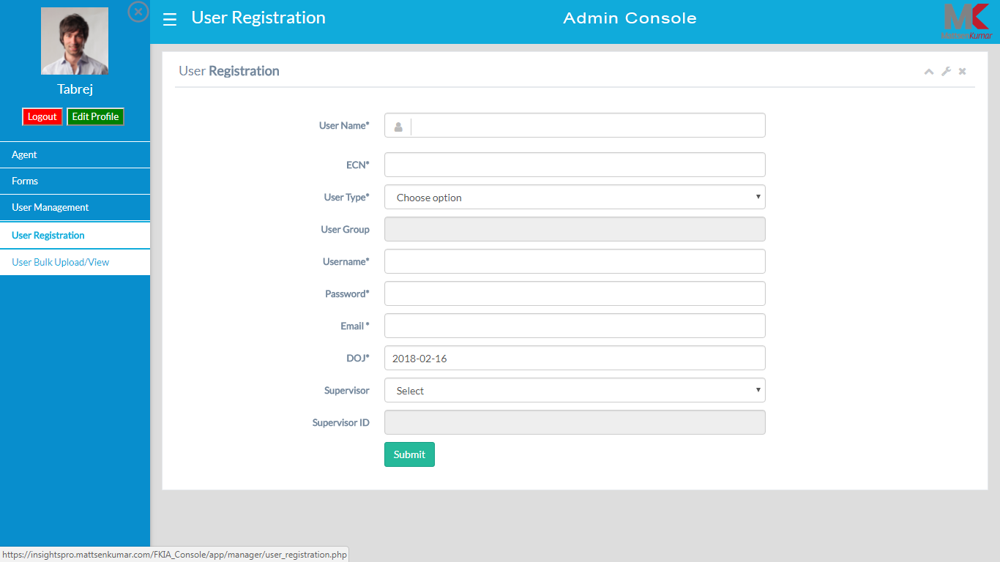 User Registration
Admin Console
MattsenKumar
Tabrej
Logout
Edit Profile
Agent
Forms
User Management
User Registration
User Bulk Upload/View
User Registration
User Name*
ECN*
User Type*
Choose option
User Group
Username*
Password*
Email *
DOJ*
2018-02-16
Supervisor
Select
Supervisor ID
Submit
https://insightspro.mattsenkumar.com/FKIA_Console/app/manager/user_registration.php